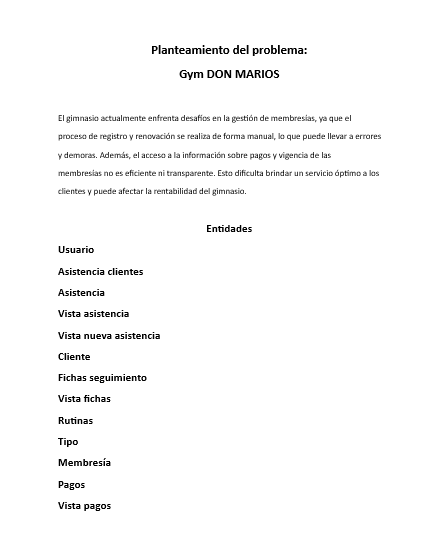 Planteamiento del problema:
Gym DON MARIOS
El gimnasio actualmente enfrenta desafíos en la gestión de membresías, ya que el
proceso de registro y renovación se realiza de forma manual, lo que puede llevar a errores
y demoras. Además, el acceso a la información sobre pagos y vigencia de las
membresías no es eficiente ni transparente. Esto dificulta brindar un servicio óptimo a los
clientes y puede afectar la rentabilidad del gimnasio.
Entidades
Usuario
Asistencia clientes
Asistencia
Vista asistencia
Vista nueva asistencia
Cliente
Fichas seguimiento
Vista fichas
Rutinas
Tipo
Membresía
Pagos
Vista pagos